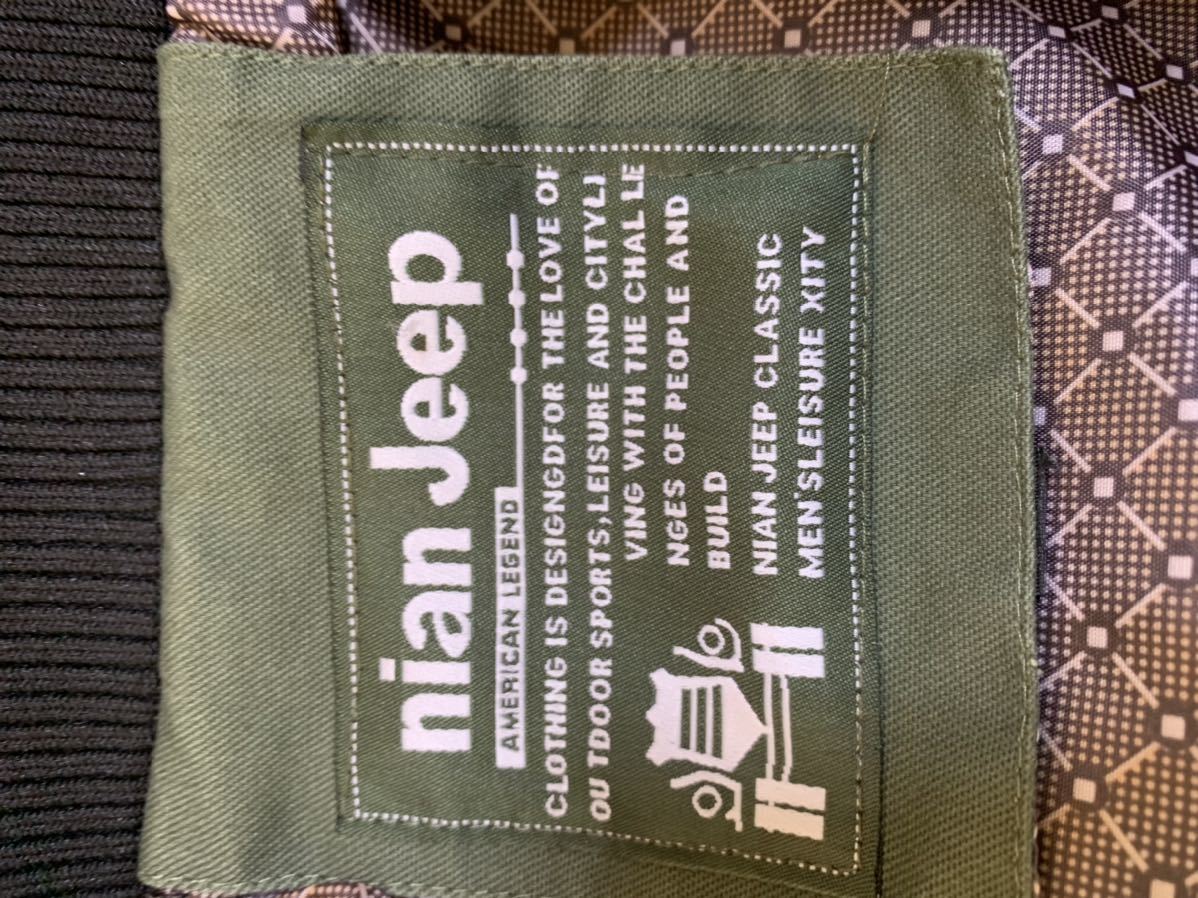 nian Jeep
AMERICAN LEGEND
CLOTHING IS DESIGNGDFOR THE LOVE OF
OU TDOOR SPORTS,LEISURE AND CITYLI
VING WITH THE CHAL LE
NGES OF PEOPLE AND
BUILD
NIAN JEEP CLASSIC
MEN'SLEISURE XITY